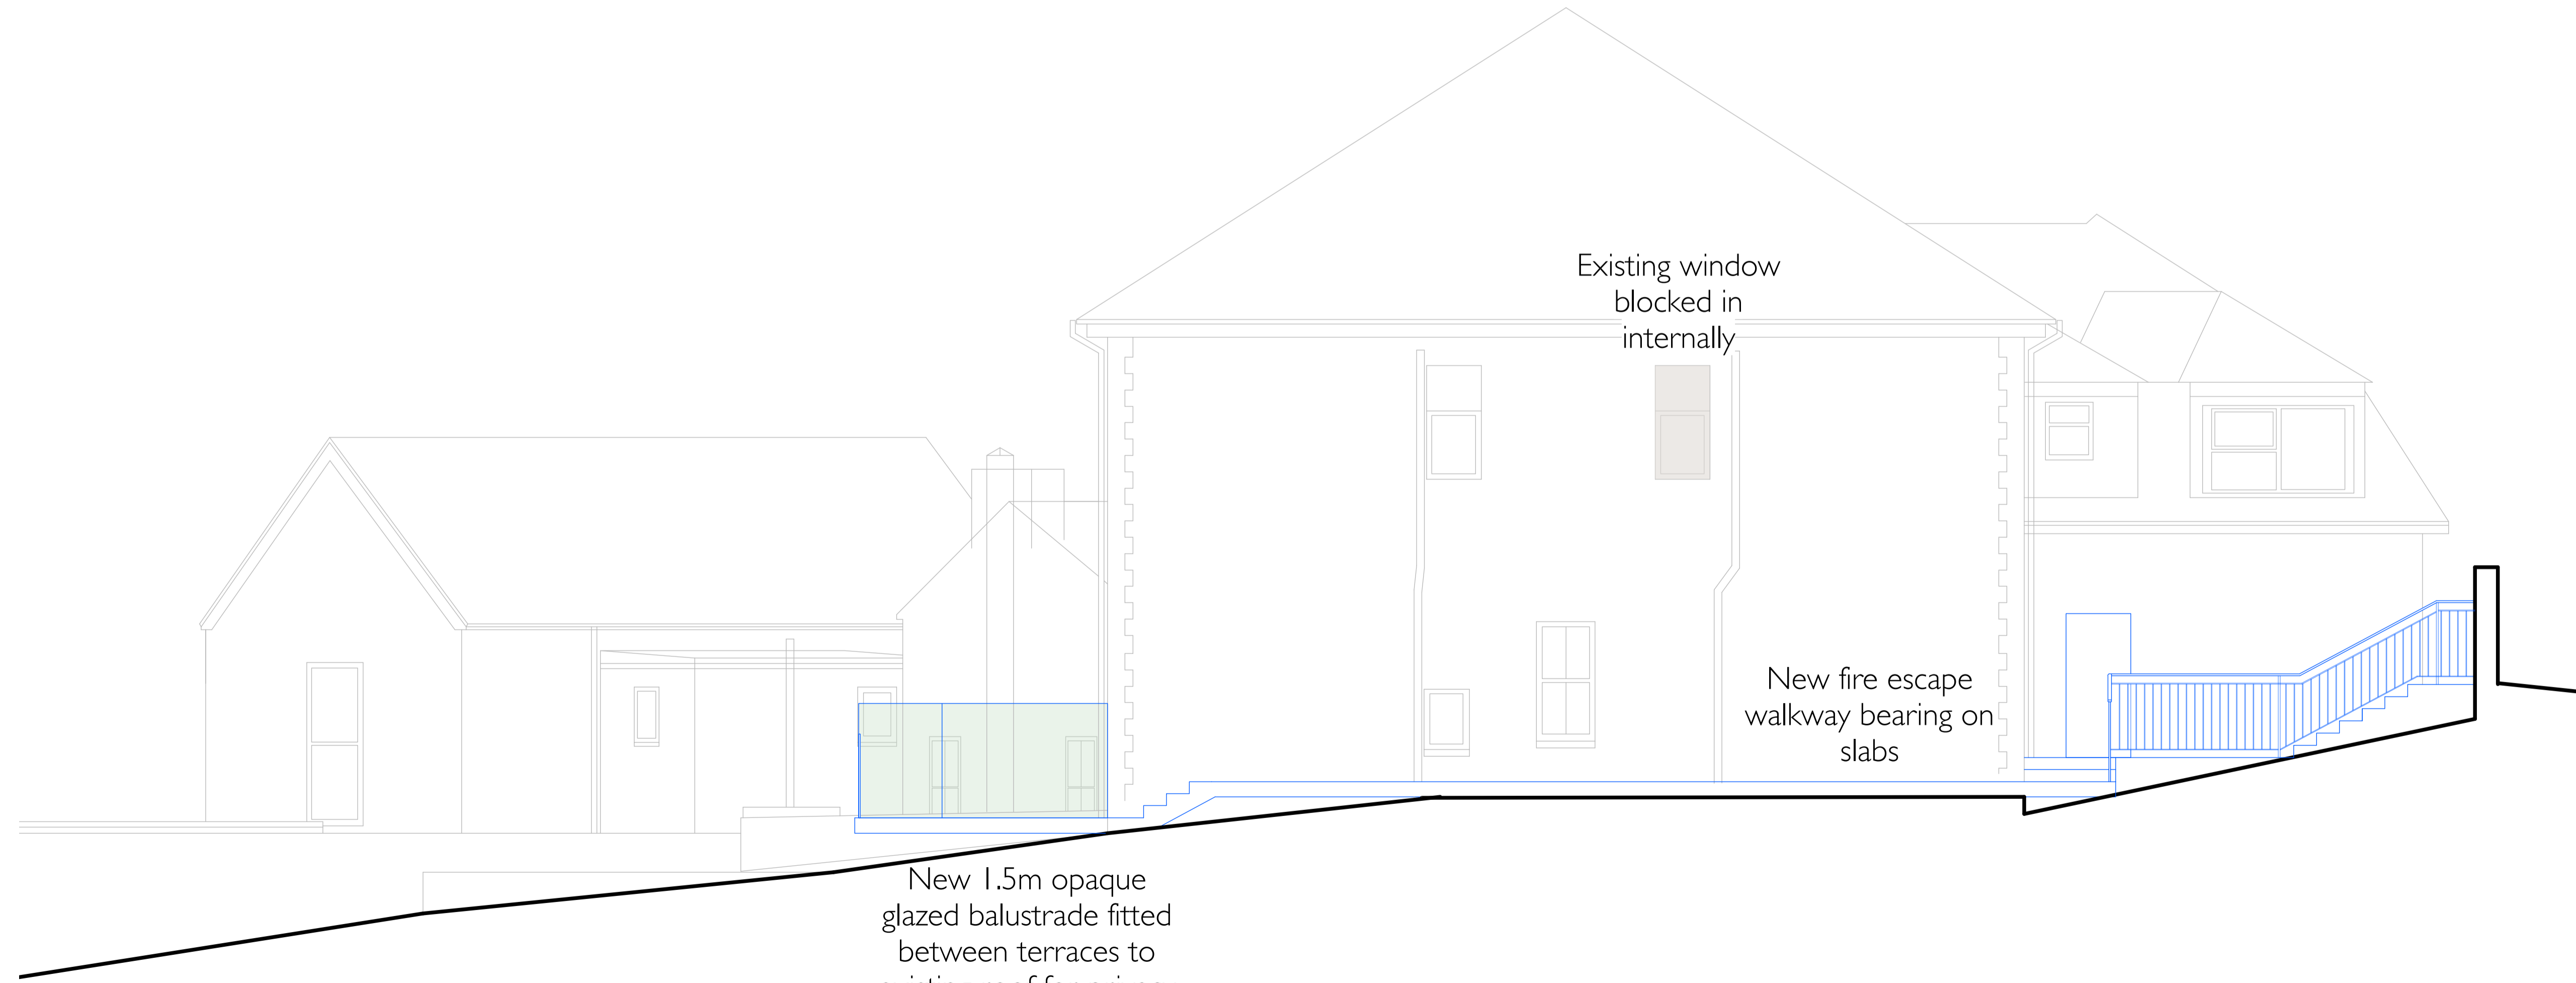 Existing window
blocked in
internally
New fire escape
walkway bearing on
slabs
New 1.5m opaque
glazed balustrade fitted
between terraces to